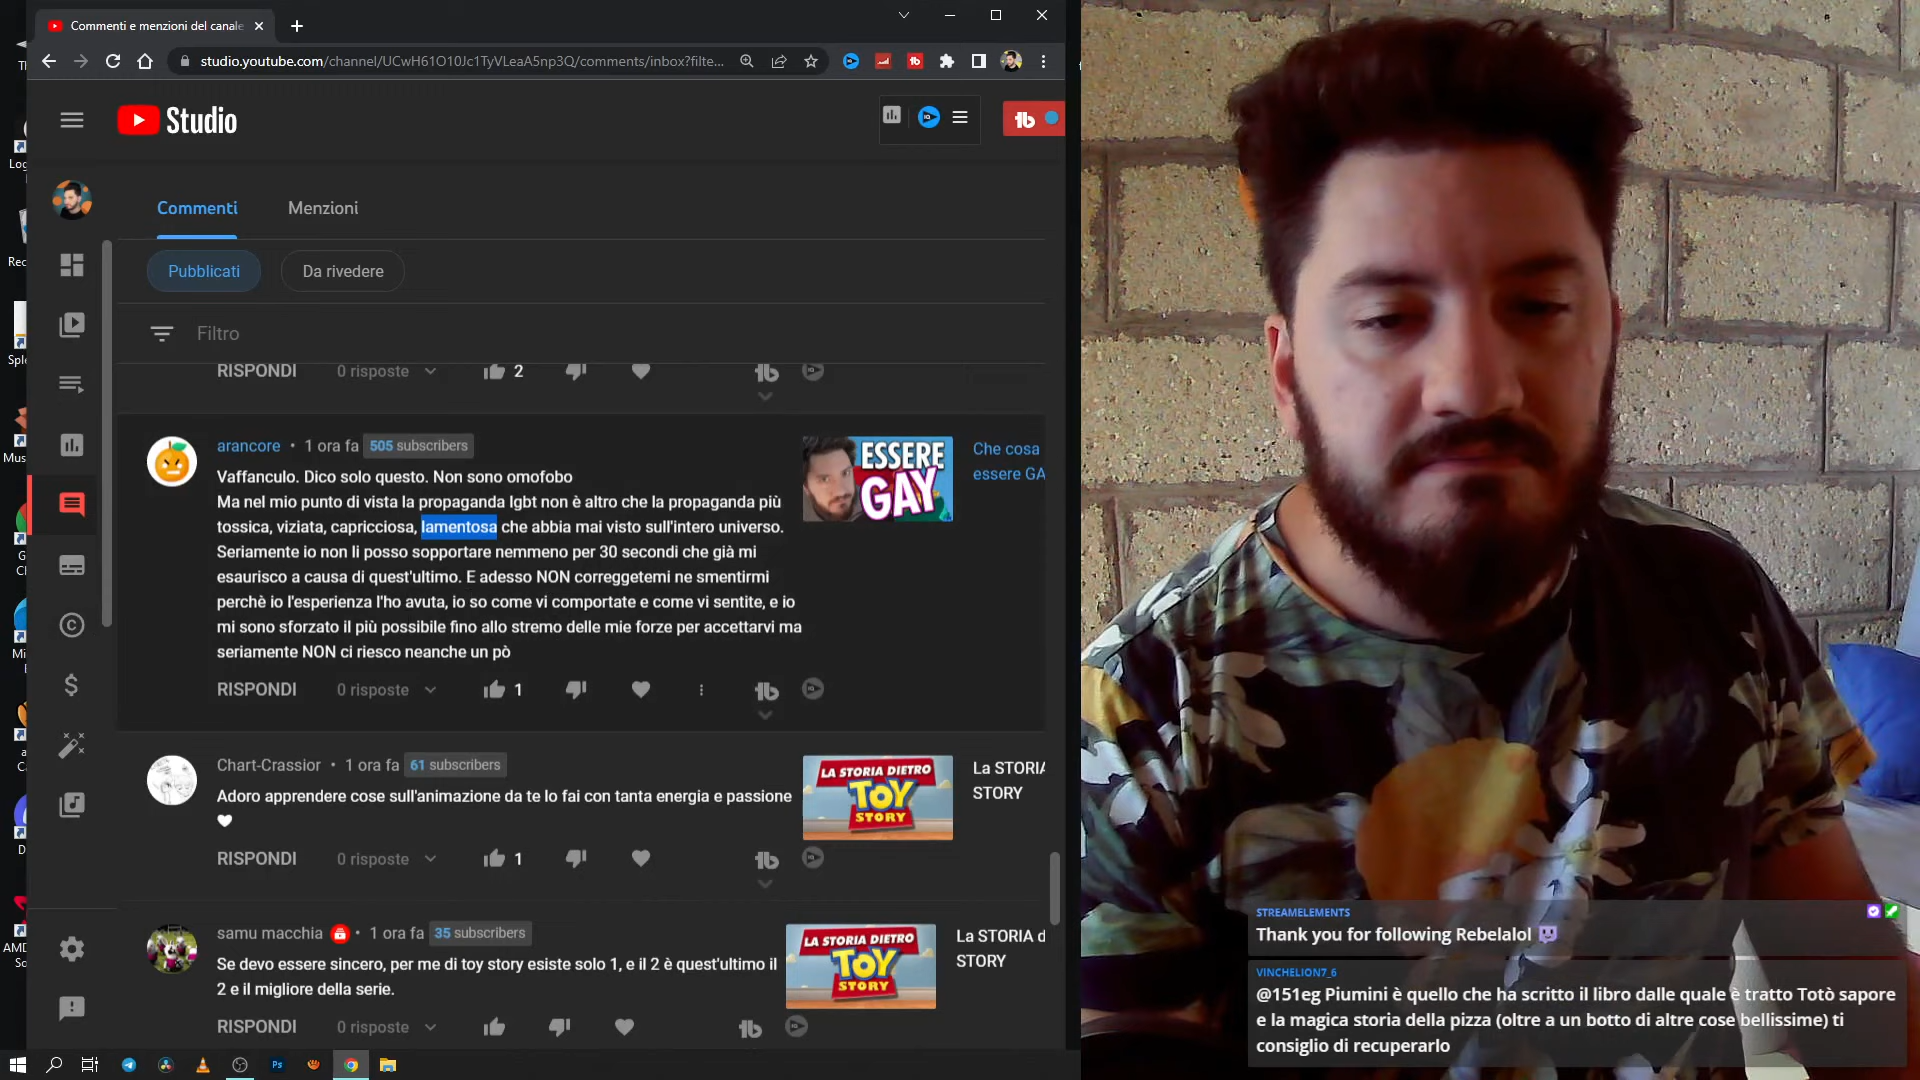 Commenti e menzioni del canale
studio.youtube.com/channel/UCwH61O10Jc1TyVLeaA5np3Q/comments/inbox?filte...
Studio
Commenti
Menzioni
Pubblicati
Da rivedere
Filtro
RISPONDI 0 risposte 2
arancore • 1 ora fa 505 subscribers
Vaffanculo. Dico solo questo. Non sono omofobo
Ma nel mio punto di vista la propaganda lgbt non è altro che la propaganda più
tossica, viziata, capricciosa, lamentosa che abbia mai visto sull'intero universo.
Seriamente io non li posso sopportare nemmeno per 30 secondi che già mi
esaurisco a causa di quest'ultimo. E adesso NON correggetemi ne smentirmi
perchè io l'esperienza l'ho avuta, io so come vi comportate e come vi sentite, e io
mi sono sforzato il più possibile fino allo stremo delle mie forze per accettarvi ma
seriamente NON ci riesco neanche un pò
ESSERE
GAY
Che cosa
essere GA
RISPONDI 0 risposte 1
Chart-Crassior • 1 ora fa 61 subscribers
Adoro apprendere cose sull'animazione da te lo fai con tanta energia e passione
LA STORIA DIETRO
TOY
STORY
La STORIA
STORY
RISPONDI 0 risposte 1
samu macchia • 1 ora fa 35 subscribers
Se devo essere sincero, per me di toy story esiste solo 1, e il 2 è quest'ultimo il
2 e il migliore della serie.
LA STORIA DIETRO
TOY
STORY
La STORIA d
STORY
RISPONDI 0 risposte
Ps
STREAMELEMENTS
Thank you for following Rebelalol
VINCHELION7_6
@151eg Piumini è quello che ha scritto il libro dalle quale è tratto Totò sapore
e la magica storia della pizza (oltre a un botto di altre cose bellissime) ti
consiglio di recuperarlo